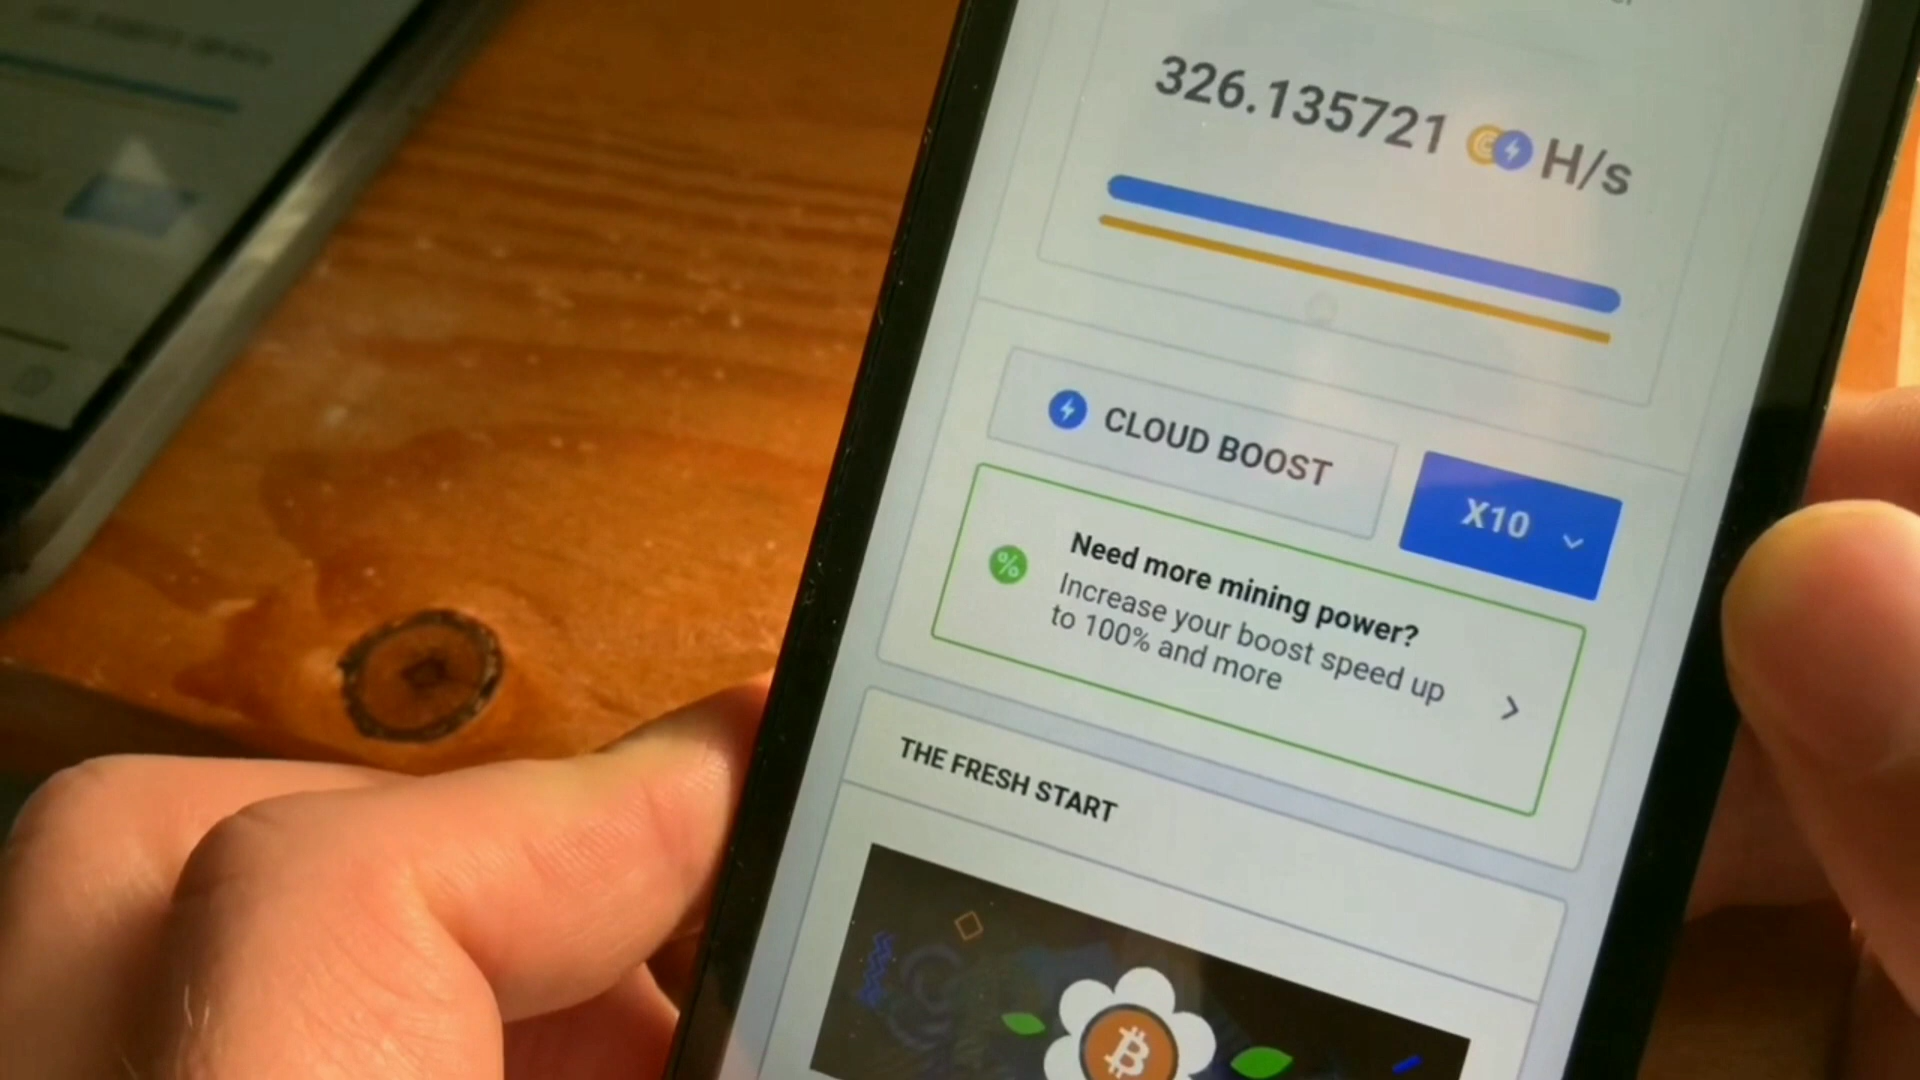 326.135721 H/s
CLOUD BOOST
X10
Need more mining power?
Increase your boost speed up
to 100% and more
THE FRESH START